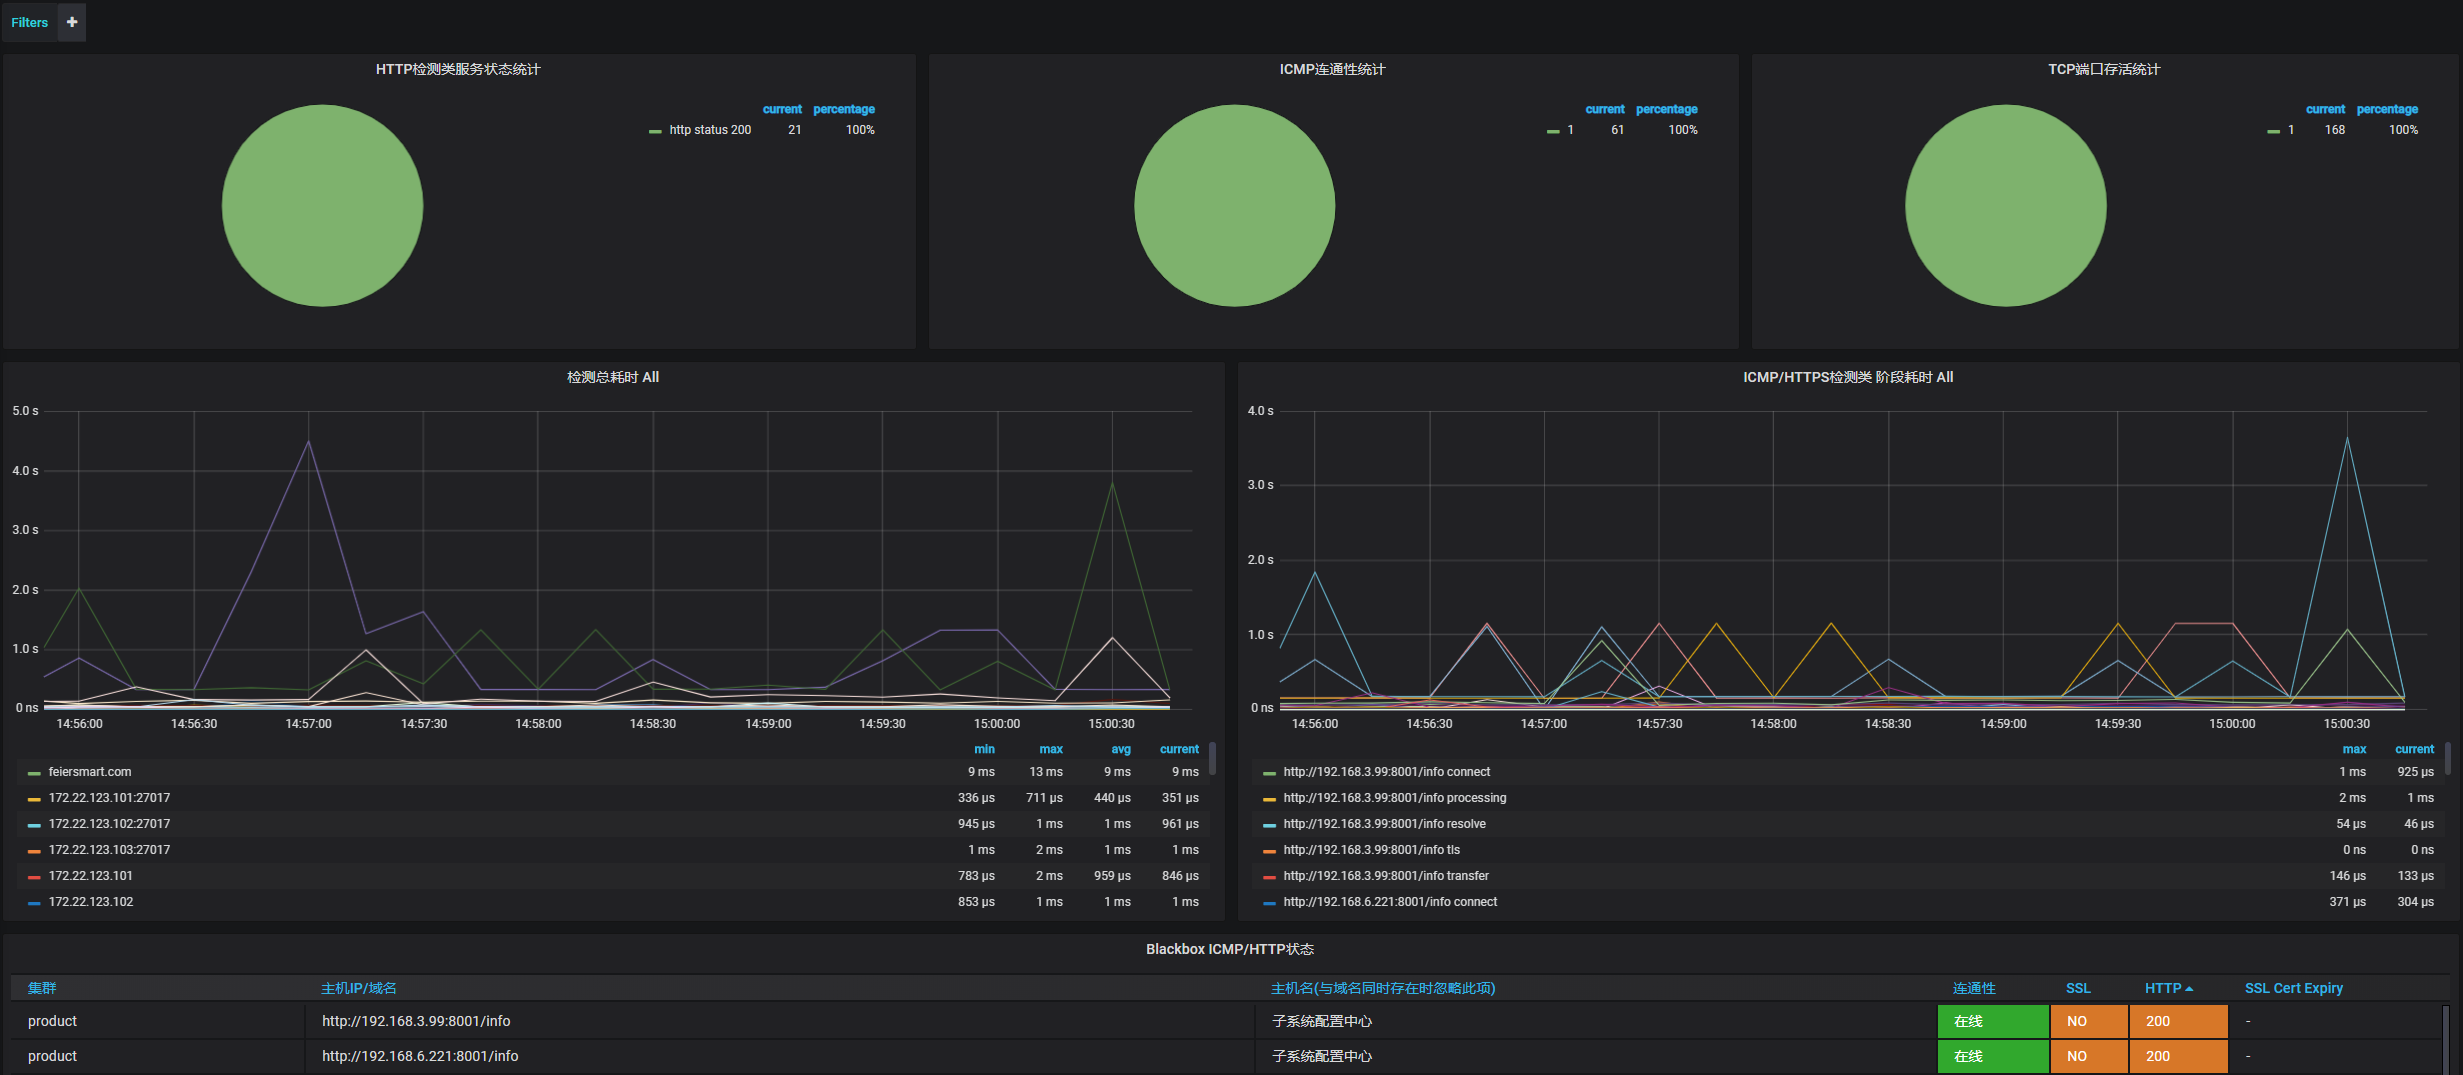 Filters +
HTTP检测类服务状态统计
current percentage
http status 200 21 100%
ICMP连通性统计
current percentage
1 61 100%
TCP端口存活统计
current percentage
1 168 100%
检测总耗时 All
5.0 s
4.0 s
3.0 s
2.0 s
1.0 s
0 ns
14:56:00 14:56:30 14:57:00 14:57:30 14:58:00 14:58:30 14:59:00 14:59:30 15:00:00 15:00:30
min max avg current
feiersmart.com 9 ms 13 ms 9 ms 9 ms
172.22.123.101:27017 336 µs 711 µs 440 µs 351 µs
172.22.123.102:27017 945 µs 1 ms 1 ms 961 µs
172.22.123.103:27017 1 ms 2 ms 1 ms 1 ms
172.22.123.101 783 µs 2 ms 959 µs 846 µs
172.22.123.102 853 µs 1 ms 1 ms 1 ms
ICMP/HTTPS检测类 阶段耗时 All
4.0 s
3.0 s
2.0 s
1.0 s
0 ns
14:56:00 14:56:30 14:57:00 14:57:30 14:58:00 14:58:30 14:59:00 14:59:30 15:00:00 15:00:30
max current
http://192.168.3.99:8001/info connect 1 ms 925 µs
http://192.168.3.99:8001/info processing 2 ms 1 ms
http://192.168.3.99:8001/info resolve 54 µs 46 µs
http://192.168.3.99:8001/info tls 0 ns 0 ns
http://192.168.3.99:8001/info transfer 146 µs 133 µs
http://192.168.6.221:8001/info connect 371 µs 304 µs
Blackbox ICMP/HTTP状态
集群 主机IP/域名 主机名(与域名同时存在时忽略此项) 连通性 SSL HTTP SSL Cert Expiry
product http://192.168.3.99:8001/info 子系统配置中心 在线 NO 200 -
product http://192.168.6.221:8001/info 子系统配置中心 在线 NO 200 -